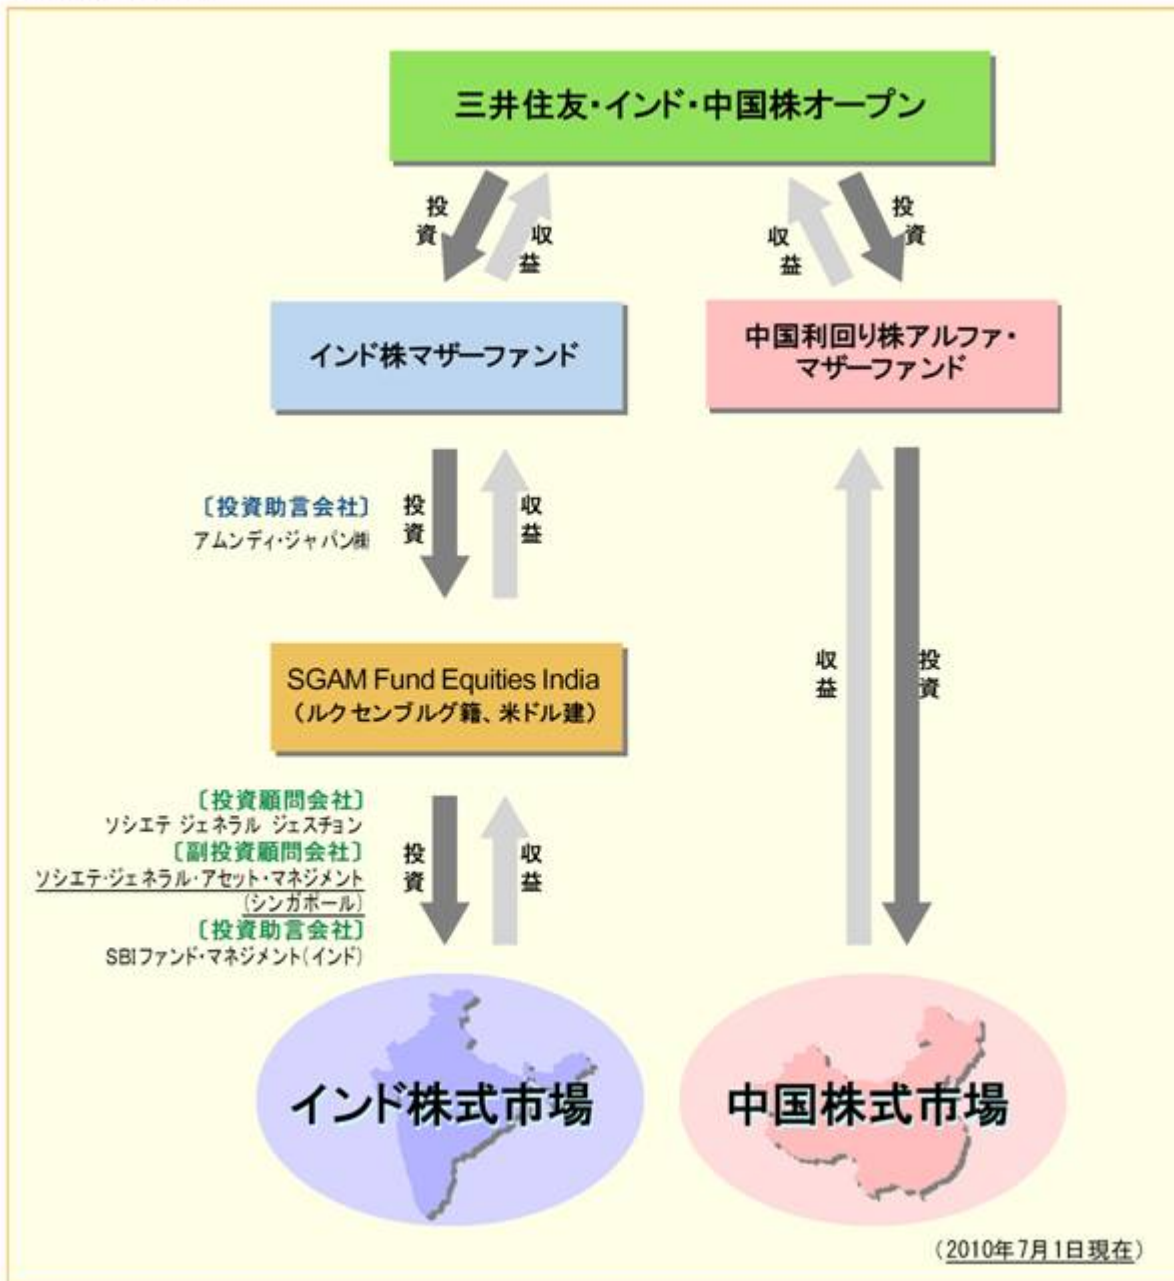 三井住友・インド・中国株オープン
投資
収益
収益
投資
インド株マザーファンド
中国利回り株アルファ・
マザーファンド
〔投資助言会社〕
アムンディ・ジャパン㈱
投資
収益
SGAM Fund Equities India
（ルクセンブルグ籍、米ドル建）
収益
投資
〔投資顧問会社〕
ソシエテ ジェネラル ジェスチョン
〔副投資顧問会社〕
ソシエテ・ジェネラル・アセット・マネジメント
(シンガポール)
〔投資助言会社〕
SBIファンド・マネジメント(インド)
投資
収益
インド株式市場
中国株式市場
（2010年7月1日現在）